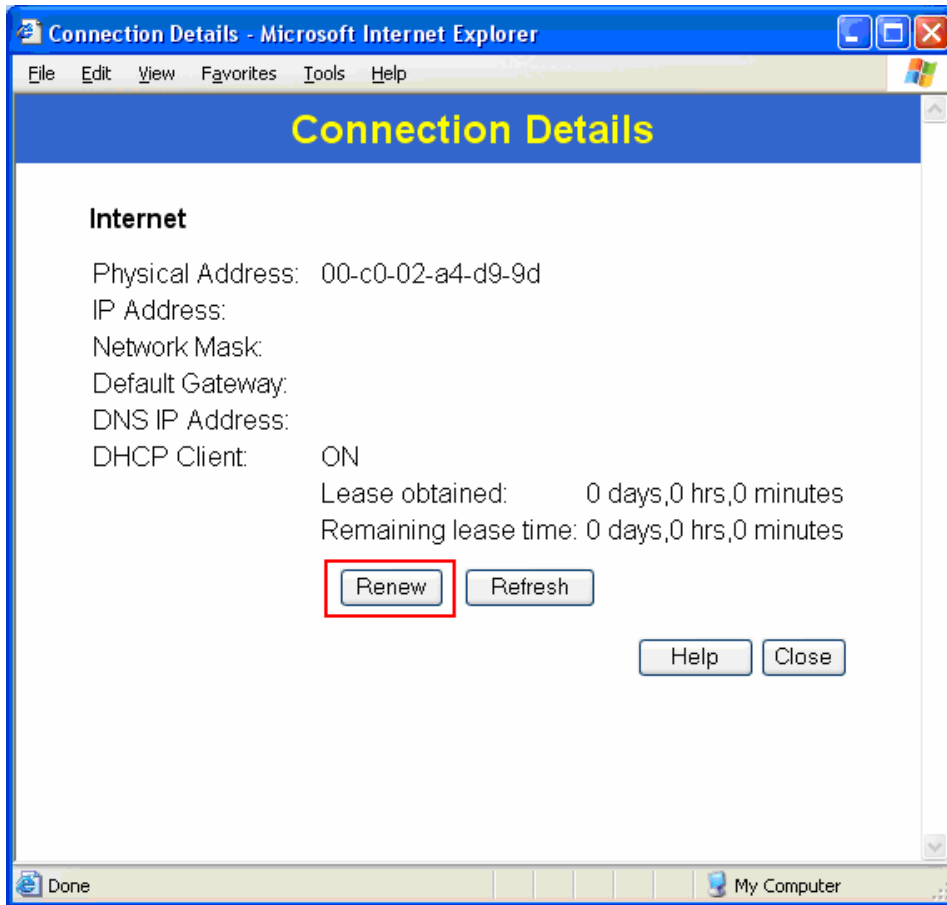 Connection Details - Microsoft Internet Explorer
File Edit View Favorites Tools Help
Connection Details
Internet
Physical Address: 00-c0-02-a4-d9-9d
IP Address:
Network Mask:
Default Gateway:
DNS IP Address:
DHCP Client: ON
Lease obtained: 0 days,0 hrs,0 minutes
Remaining lease time: 0 days,0 hrs,0 minutes
Renew Refresh
Help Close
Done My Computer